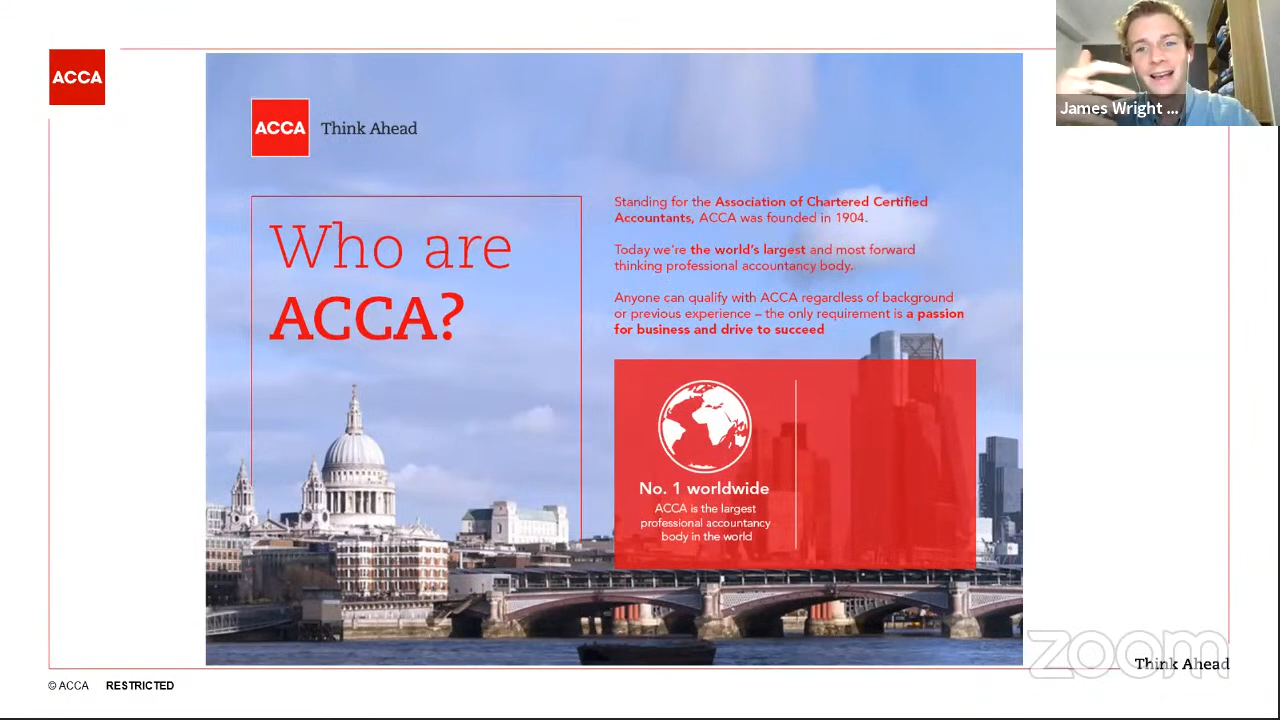 ACCA
James Wright ...
ACCA Think Ahead
Who are
ACCA?
Standing for the Association of Chartered Certified
Accountants, ACCA was founded in 1904.
Today we're the world's largest and most forward
thinking professional accountancy body.
Anyone can qualify with ACCA regardless of background
or previous experience – the only requirement is a passion
for business and drive to succeed
No. 1 worldwide
ACCA is the largest
professional accountancy
body in the world
zoom
Think Ahead
© ACCA RESTRICTED